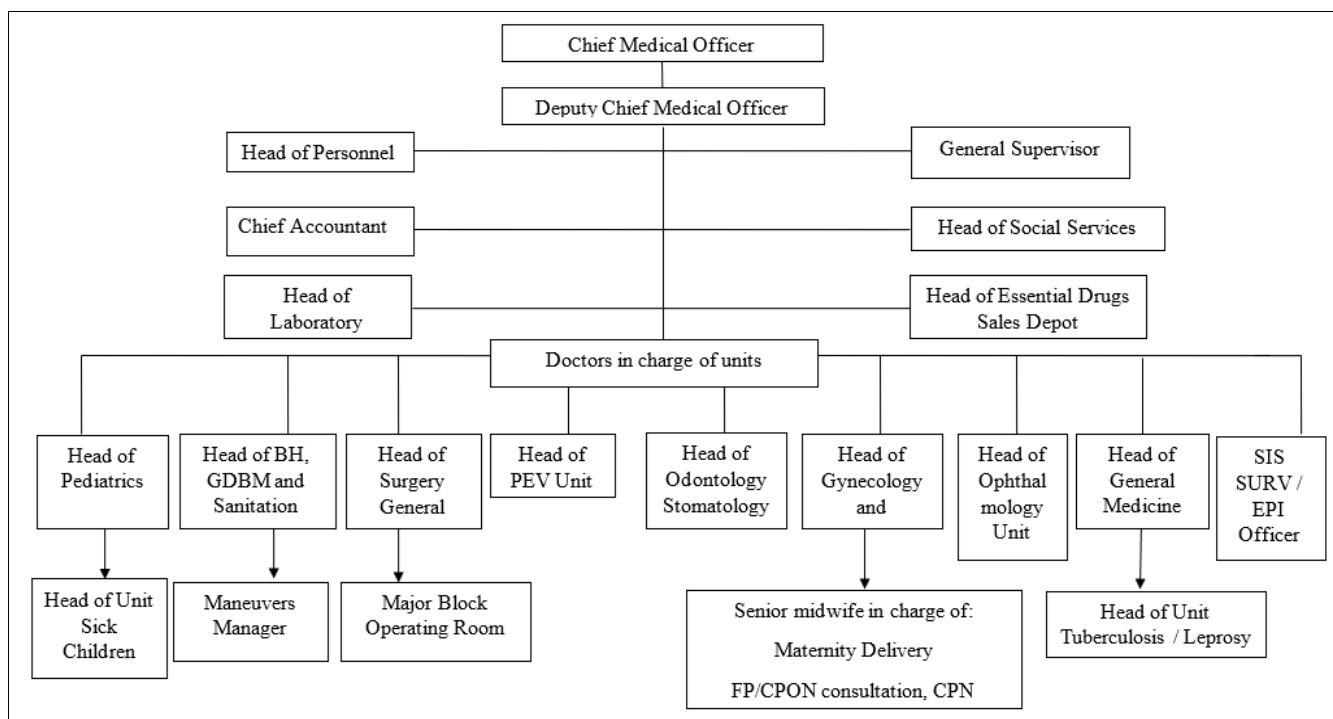 Chief Medical Officer
Deputy Chief Medical Officer
Head of Personnel
General Supervisor
Chief Accountant
Head of Social Services
Head of
Laboratory
Head of Essential Drugs
Sales Depot
Doctors in charge of units
Head of
Pediatrics
Head of BH,
GDBM and
Sanitation
Head of
Surgery
General
Head of
PEV Unit
Head of
Odontology
Stomatology
Head of
Gynecology
and
Head of
Ophthal
mology
Unit
Head of
General
Medicine
SIS
SURV /
EPI
Officer
Head of Unit
Sick
Children
Maneuvers
Manager
Major Block
Operating Room
Senior midwife in charge of:
Maternity Delivery
FP/CPON consultation, CPN
Head of Unit
Tuberculosis / Leprosy